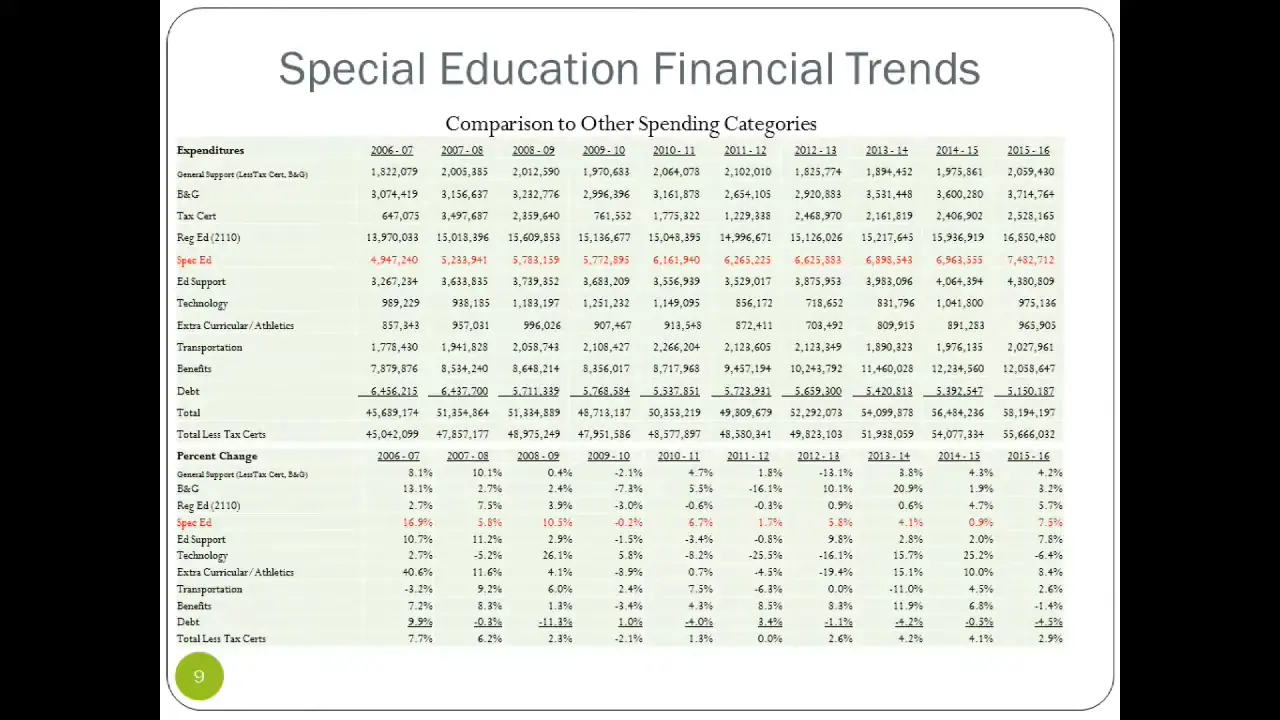 Special Education Financial Trends
Comparison to Other Spending Categories
Expenditures 2006 - 07 2007 - 08 2008 - 09 2009 - 10 2010 - 11 2011 - 12 2012 - 13 2013 - 14 2014 - 15 2015 - 16
General Support (LessTax Cert, B&G) 1,822,079 2,005,385 2,012,590 1,970,683 2,064,078 2,102,010 1,825,774 1,894,452 1,975,861 2,059,430
B&G 3,074,419 3,156,637 3,232,776 2,996,396 3,161,878 2,654,105 2,920,883 3,531,448 3,600,280 3,714,764
Tax Cert 647,075 3,497,687 2,359,640 761,552 1,775,322 1,229,338 2,468,970 2,161,819 2,406,902 2,528,165
Reg Ed (2110) 13,970,033 15,018,396 15,609,853 15,136,677 15,048,395 14,996,671 15,126,026 15,217,645 15,936,919 16,850,480
Spec Ed 4,947,240 5,233,941 5,783,159 5,772,895 6,161,940 6,265,225 6,625,883 6,898,543 6,963,555 7,482,712
Ed Support 3,267,234 3,633,835 3,739,352 3,683,209 3,556,939 3,529,017 3,875,953 3,983,096 4,064,394 4,380,809
Technology 989,229 938,185 1,183,197 1,251,232 1,149,095 856,172 718,652 831,796 1,041,800 975,136
Extra Curricular/Athletics 857,343 957,031 996,026 907,467 913,548 872,411 703,492 809,915 891,283 965,905
Transportation 1,778,430 1,941,828 2,058,743 2,108,427 2,266,204 2,123,605 2,123,349 1,890,323 1,976,135 2,027,961
Benefits 7,879,876 8,534,240 8,648,214 8,356,017 8,717,968 9,457,194 10,243,792 11,460,028 12,234,560 12,058,647
Debt 6,456,215 6,437,700 5,711,339 5,768,584 5,537,851 5,723,931 5,659,300 5,420,813 5,392,547 5,150,187
Total 45,689,174 51,354,864 51,334,889 48,713,137 50,353,219 49,809,679 52,292,073 54,099,878 56,484,236 58,194,197
Total Less Tax Certs 45,042,099 47,857,177 48,975,249 47,951,586 48,577,897 48,580,341 49,823,103 51,938,059 54,077,334 55,666,032
Percent Change 2006 - 07 2007 - 08 2008 - 09 2009 - 10 2010 - 11 2011 - 12 2012 - 13 2013 - 14 2014 - 15 2015 - 16
General Support (LessTax Cert, B&G) 8.1% 10.1% 0.4% -2.1% 4.7% 1.8% -13.1% 3.8% 4.3% 4.2%
B&G 13.1% 2.7% 2.4% -7.3% 5.5% -16.1% 10.1% 20.9% 1.9% 3.2%
Reg Ed (2110) 2.7% 7.5% 3.9% -3.0% -0.6% -0.3% 0.9% 0.6% 4.7% 5.7%
Spec Ed 16.9% 5.8% 10.5% -0.2% 6.7% 1.7% 5.8% 4.1% 0.9% 7.5%
Ed Support 10.7% 11.2% 2.9% -1.5% -3.4% -0.8% 9.8% 2.8% 2.0% 7.8%
Technology 2.7% -5.2% 26.1% 5.8% -8.2% -25.5% -16.1% 15.7% 25.2% -6.4%
Extra Curricular/Athletics 40.6% 11.6% 4.1% -8.9% 0.7% -4.5% -19.4% 15.1% 10.0% 8.4%
Transportation -3.2% 9.2% 6.0% 2.4% 7.5% -6.3% 0.0% -11.0% 4.5% 2.6%
Benefits 7.2% 8.3% 1.3% -3.4% 4.3% 8.5% 8.3% 11.9% 6.8% -1.4%
Debt 9.9% -0.3% -11.3% 1.0% -4.0% 3.4% -1.1% -4.2% -0.5% -4.5%
Total Less Tax Certs 7.7% 6.2% 2.3% -2.1% 1.3% 0.0% 2.6% 4.2% 4.1% 2.9%
9